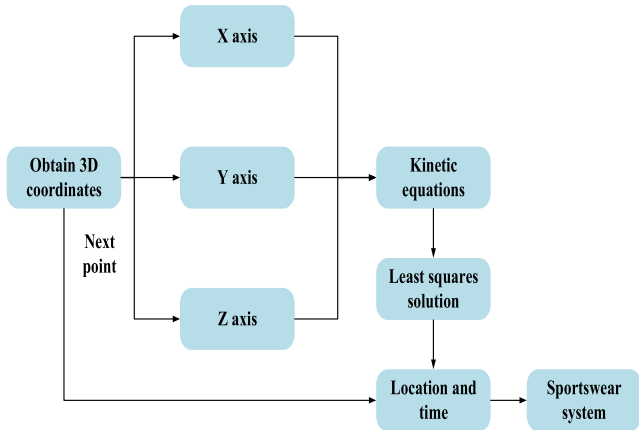 X axis
Obtain 3D
coordinates
Y axis
Kinetic
equations
Next
point
Least squares
solution
Z axis
Location and
time
Sportswear
system